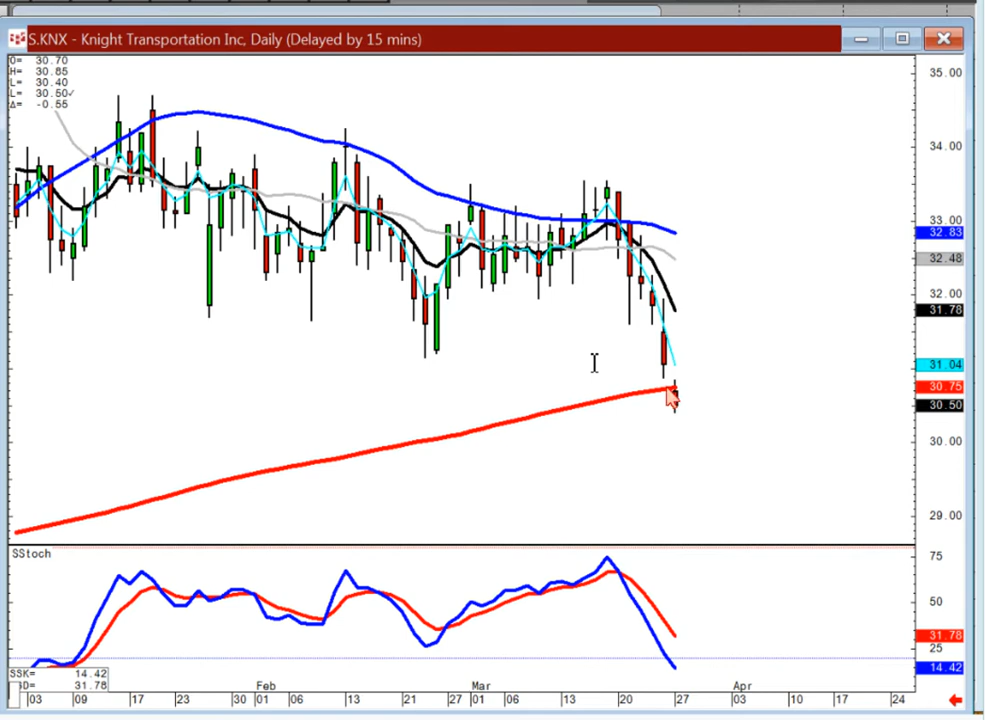 S.KNX - Knight Transportation Inc, Daily (Delayed by 15 mins)
O= 30.70
H= 30.85
L= 30.40
L= 30.50✓
Δ= -0.55
35.00
34.00
33.00
32.83
32.48
32.00
31.78
31.04
30.75
30.50
30.00
29.00
SStoch
75
50
31.78
25
14.42
SSK= 14.42
D= 31.78
Feb Mar Apr
03 09 17 23 30 01 06 13 21 27 01 06 13 20 27 03 10 17 24